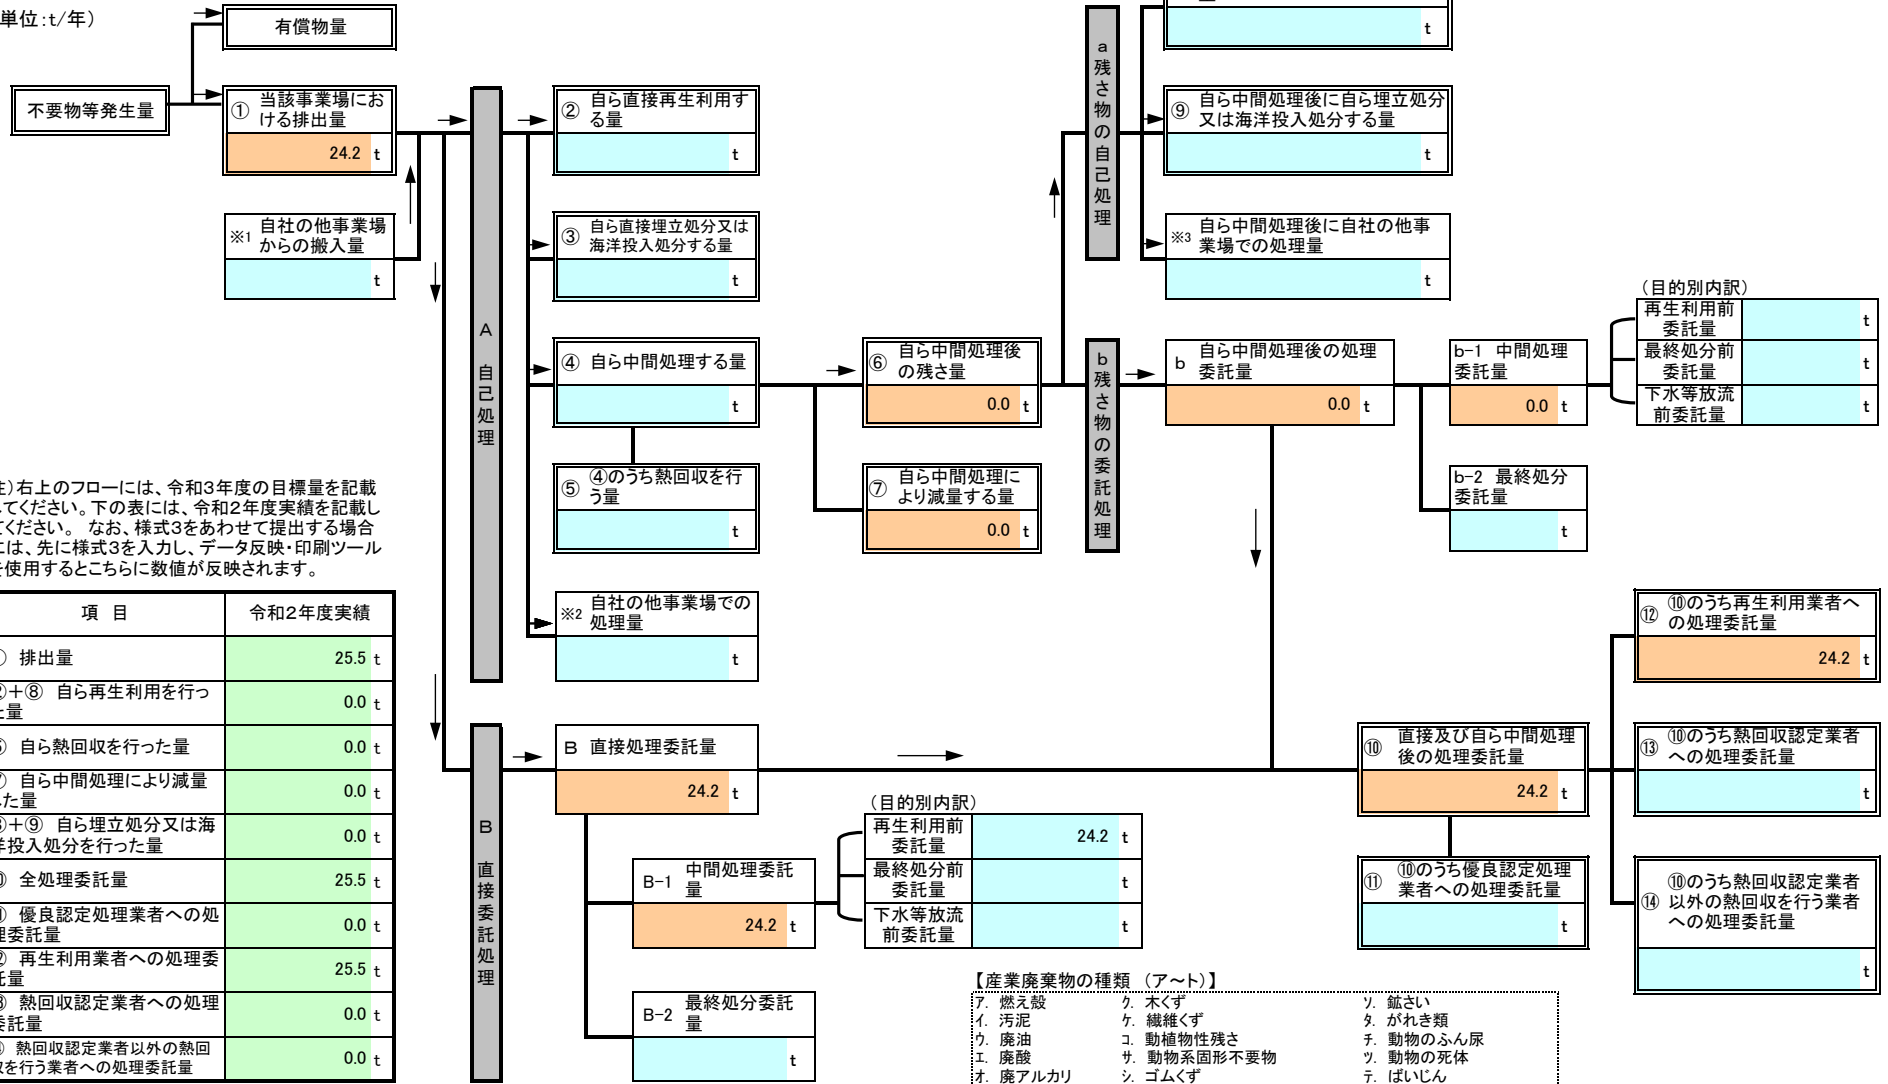 単位:t/年）
有償物量
不要物等発生量
① 当該事業場にお
ける排出量
24.2 t
※1 自社の他事業場
からの搬入量
t
A 自己処理
② 自ら直接再生利用す
る量
t
③ 自ら直接埋立処分又は
海洋投入処分する量
t
④ 自ら中間処理する量
t
⑤ ④のうち熱回収を行
う量
t
※2 自社の他事業場での
処理量
t
⑥ 自ら中間処理後
の残さ量
0.0 t
⑦ 自ら中間処理に
より減量する量
0.0 t
a 残さ物の自己処理
t
⑨ 自ら中間処理後に自ら埋立処分
又は海洋投入処分する量
t
※3 自ら中間処理後に自社の他事
業場での処理量
t
b 残さ物の委託処理
b 自ら中間処理後の処理
委託量
0.0 t
b-1 中間処理
委託量
0.0 t
b-2 最終処分
委託量
t
（目的別内訳）
再生利用前
委託量
t
最終処分前
委託量
t
下水等放流
前委託量
t
）右上のフローには、令和３年度の目標量を記載
してください。下の表には、令和２年度実績を記載し
てください。 なお、様式３をあわせて提出する場合
には、先に様式３を入力し、データ反映・印刷ツール
を使用するとこちらに数値が反映されます。
項 目 令和２年度実績
排出量 25.5 t
＋⑧ 自ら再生利用を行っ
た量 0.0 t
自ら熱回収を行った量 0.0 t
自ら中間処理により減量
した量 0.0 t
＋⑨ 自ら埋立処分又は海
洋投入処分を行った量 0.0 t
全処理委託量 25.5 t
優良認定処理業者への処
理委託量 0.0 t
再生利用業者への処理委
託量 25.5 t
熱回収認定業者への処理
委託量 0.0 t
熱回収認定業者以外の熱回
収を行う業者への処理委託量 0.0 t
B 直接委託処理
B 直接処理委託量
24.2 t
B-1 中間処理委託
量
24.2 t
B-2 最終処分委託
量
t
（目的別内訳）
再生利用前
委託量
24.2 t
最終処分前
委託量
t
下水等放流
前委託量
t
⑩ 直接及び自ら中間処理
後の処理委託量
24.2 t
⑪ ⑩のうち優良認定処理
業者への処理委託量
t
⑫ ⑩のうち再生利用業者へ
の処理委託量
24.2 t
⑬ ⑩のうち熱回収認定業者
への処理委託量
t
⑭ ⑩のうち熱回収認定業者
以外の熱回収を行う業者
への処理委託量
t
【産業廃棄物の種類 （ア～ト）】
ア. 燃え殻 ク. 木くず ソ. 鉱さい
イ. 汚泥 ケ. 繊維くず タ. がれき類
ウ. 廃油 コ. 動植物性残さ チ. 動物のふん尿
エ. 廃酸 サ. 動物系固形不要物 ツ. 動物の死体
オ. 廃アルカリ シ. ゴムくず テ. ばいじん